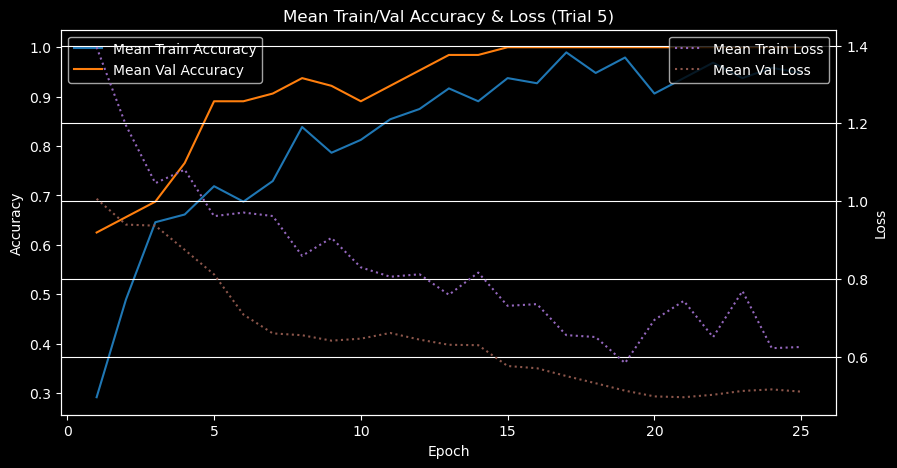 Mean Train/Val Accuracy & Loss (Trial 5)
Mean Train Accuracy
Mean Val Accuracy
Mean Train Loss
Mean Val Loss
1.0
0.9
0.8
0.7
0.6
0.5
0.4
0.3
Accuracy
1.4
1.2
1.0
0.8
0.6
Loss
0 5 10 15 20 25
Epoch